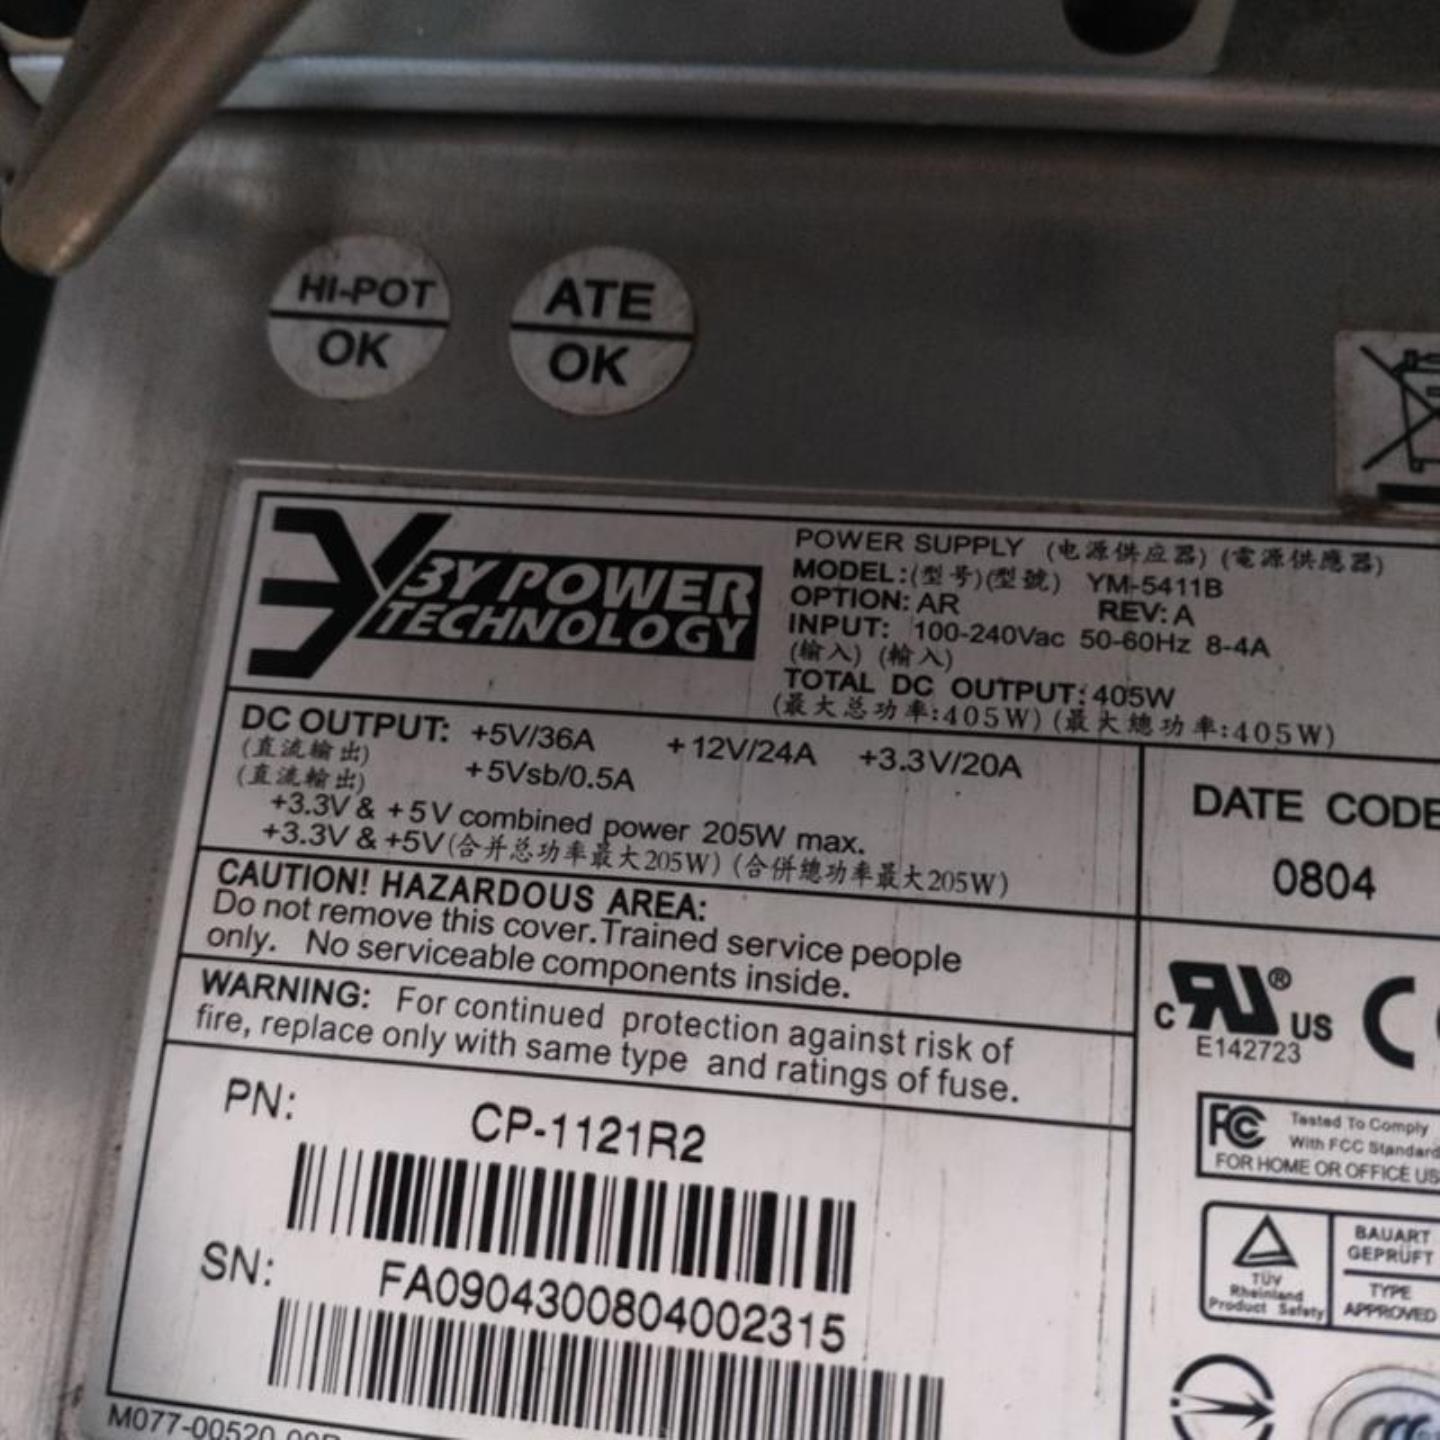 HI-POT
OK
ATE
OK
3Y POWER
TECHNOLOGY
POWER SUPPLY (电源供应器) (電源供應器)
MODEL:(型号)(型號) YM-5411B
OPTION: AR REV: A
INPUT: 100-240Vac 50-60Hz 8-4A
(输入) (輸入)
TOTAL DC OUTPUT: 405W
(最大总功率:405W) (最大總功率:405W)
DC OUTPUT: +5V/36A +12V/24A +3.3V/20A
(直流输出)
(直流輸出) +5Vsb/0.5A
+3.3V & +5V combined power 205W max.
+3.3V & +5V (合并总功率最大205W) (合併總功率最大205W)
DATE CODE
0804
CAUTION! HAZARDOUS AREA:
Do not remove this cover. Trained service people
only. No serviceable components inside.
WARNING: For continued protection against risk of
fire, replace only with same type and ratings of fuse.
c RU ® US
E142723
CE
FC Tested To Comply
With FCC Standard
FOR HOME OR OFFICE US
TÜV
Rheinland
Product Safety
BAUART
GEPRÜFT
TYPE
APPROVED
PN: CP-1121R2
SN: FA0904300804002315
M077-00520
CCC